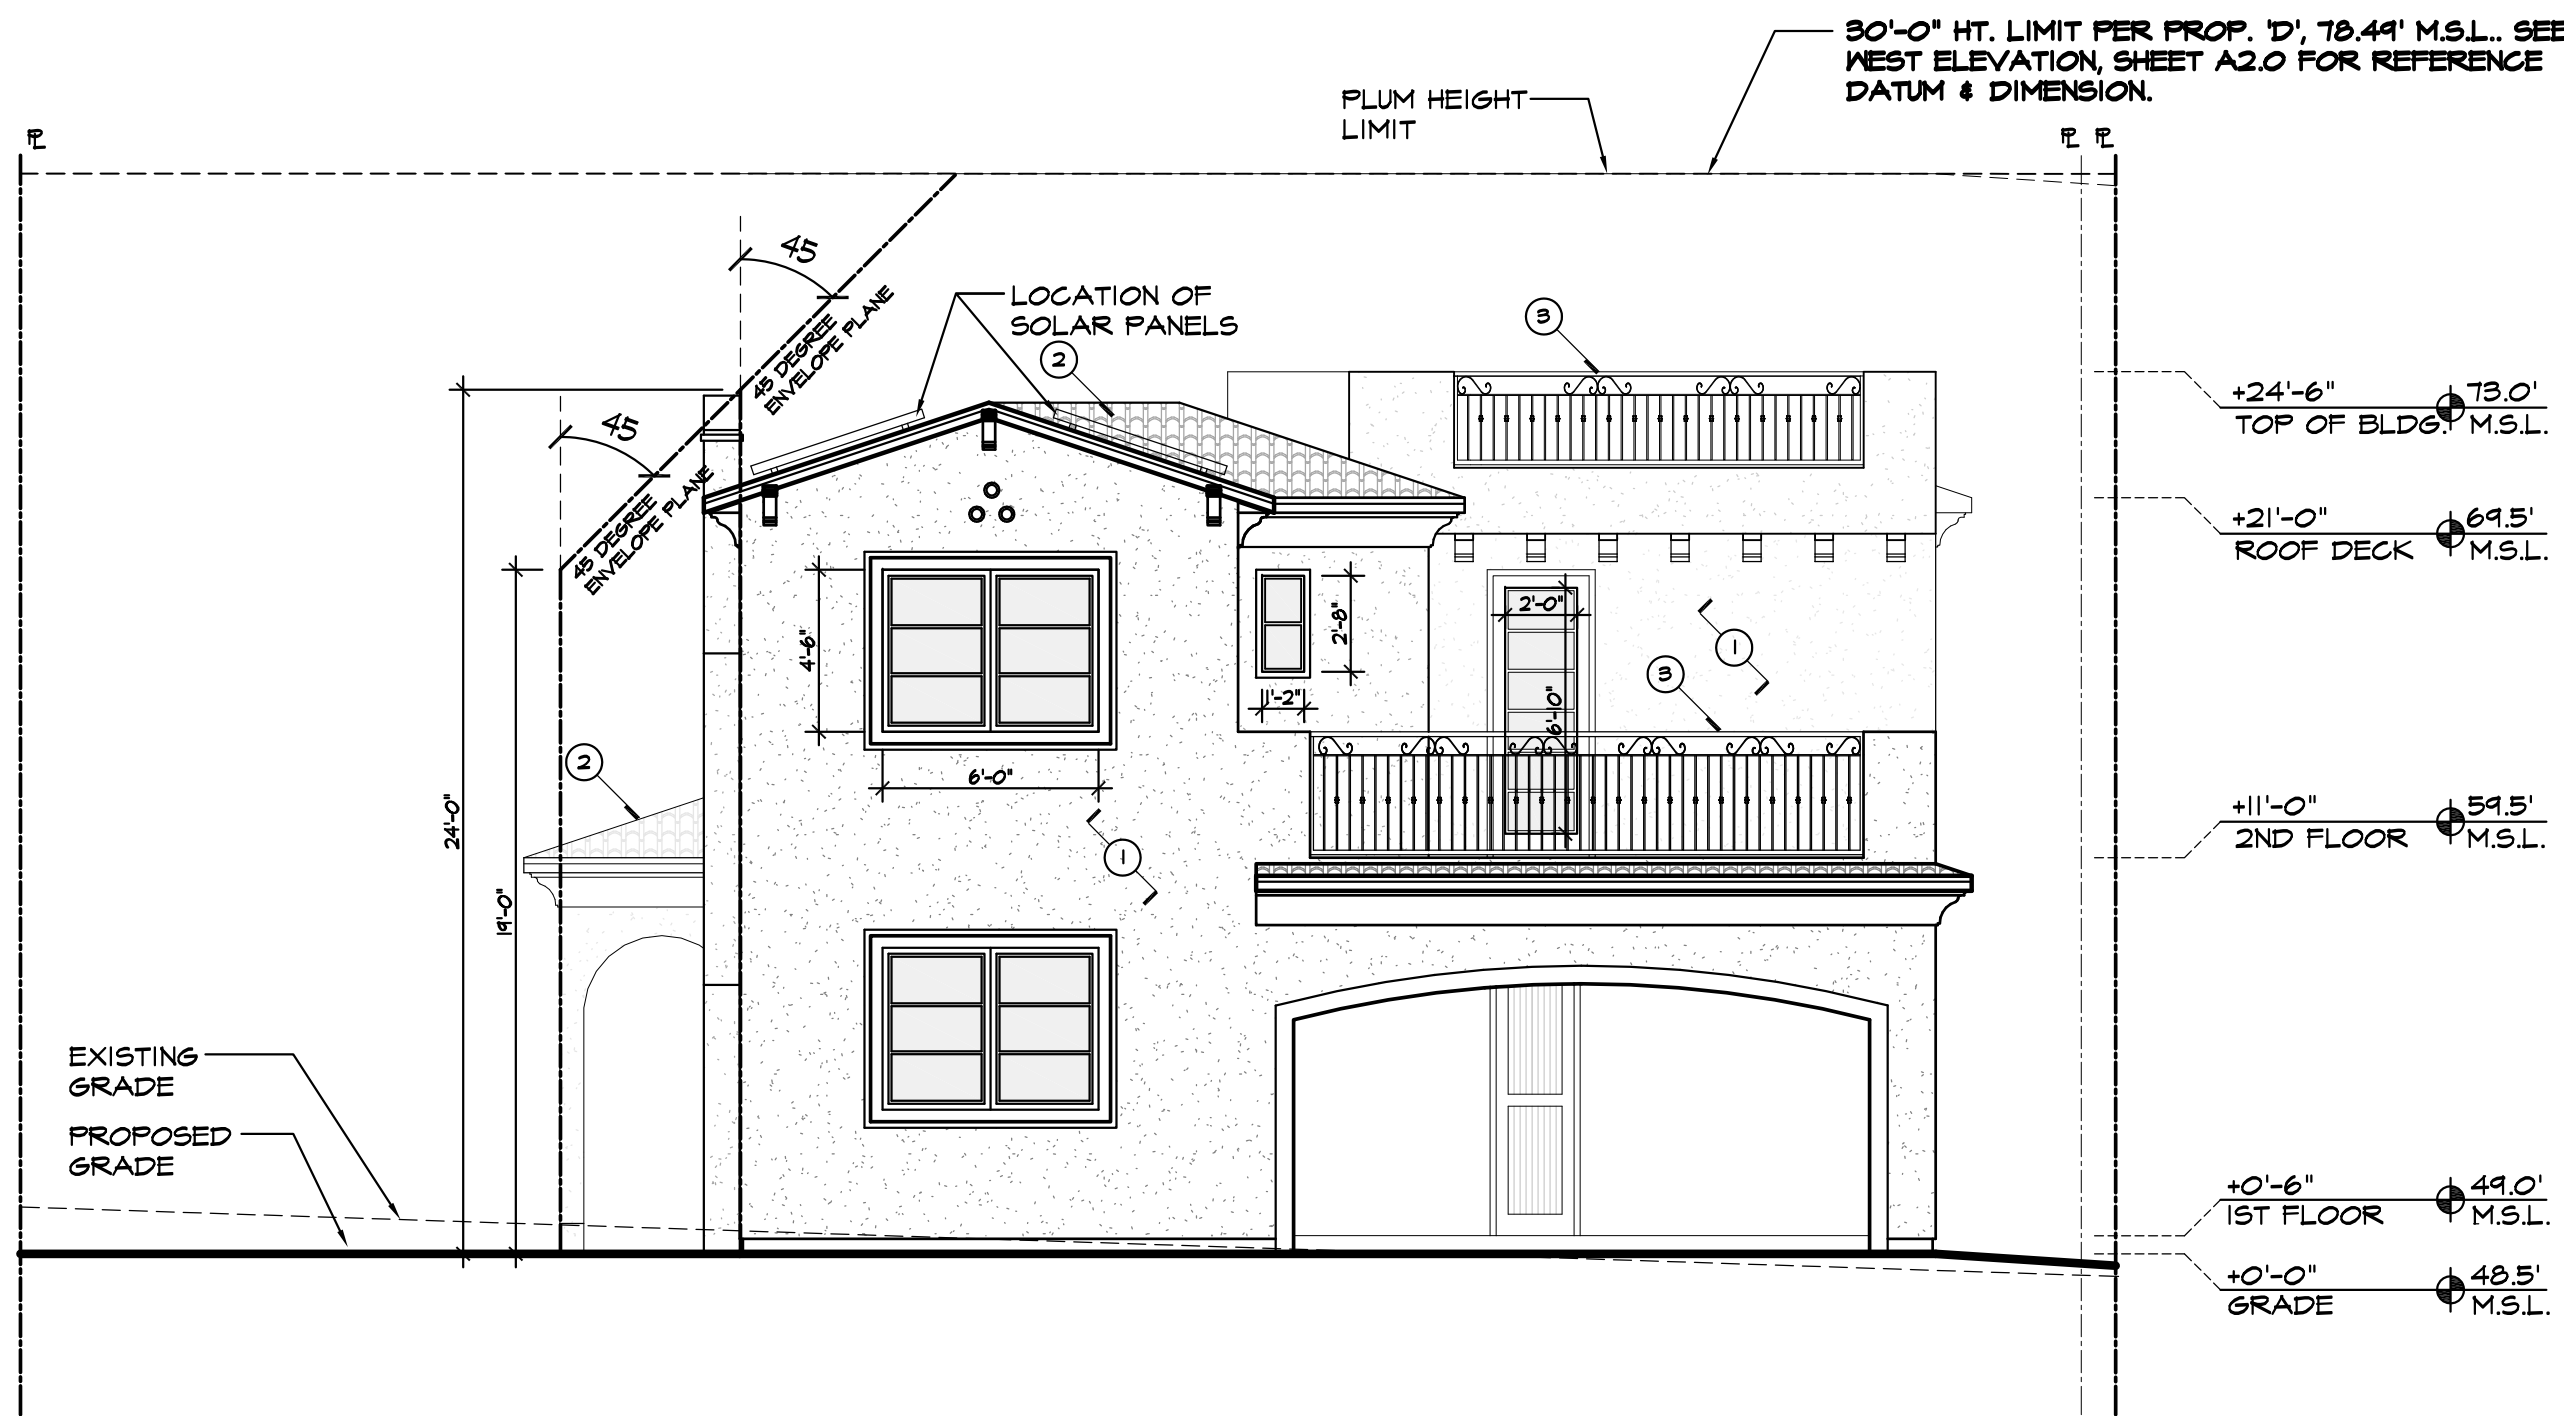 30'-0" HT. LIMIT PER PROP. 'D', 78.49' M.S.L.. SEE
WEST ELEVATION, SHEET A2.0 FOR REFERENCE
DATUM & DIMENSION.
PLUM HEIGHT
LIMIT
PL
PL PL
45
45 DEGREE
ENVELOPE PLANE
LOCATION OF
SOLAR PANELS
2
3
45
45 DEGREE
ENVELOPE PLANE
+24'-6" 73.0'
TOP OF BLDG. M.S.L.
+21'-0" 69.5'
ROOF DECK M.S.L.
4'-6"
2'-8"
2'-0"
1
3
1'-2"
6'-10"
2
6'-0"
24'-0"
+11'-0" 59.5'
2ND FLOOR M.S.L.
1
19'-0"
EXISTING
GRADE
PROPOSED
GRADE
+0'-6" 49.0'
1ST FLOOR M.S.L.
+0'-0" 48.5'
GRADE M.S.L.